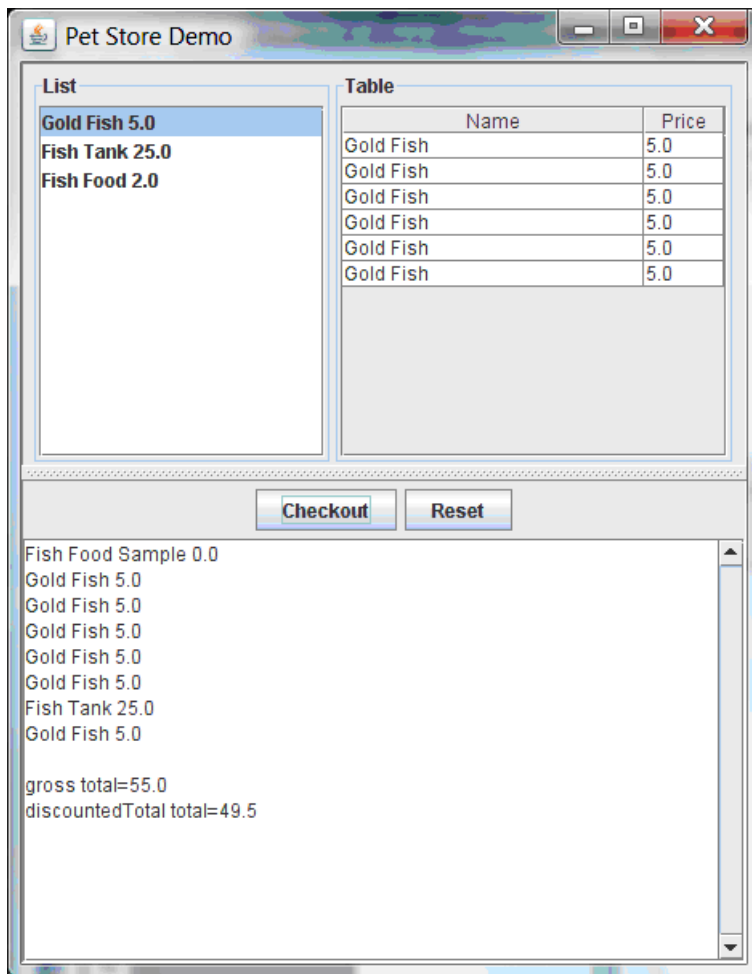 Pet Store Demo
List
Gold Fish 5.0
Fish Tank 25.0
Fish Food 2.0
Table
Name Price
Gold Fish 5.0
Gold Fish 5.0
Gold Fish 5.0
Gold Fish 5.0
Gold Fish 5.0
Gold Fish 5.0
Checkout Reset
Fish Food Sample 0.0
Gold Fish 5.0
Gold Fish 5.0
Gold Fish 5.0
Gold Fish 5.0
Gold Fish 5.0
Fish Tank 25.0
Gold Fish 5.0
gross total=55.0
discountedTotal total=49.5